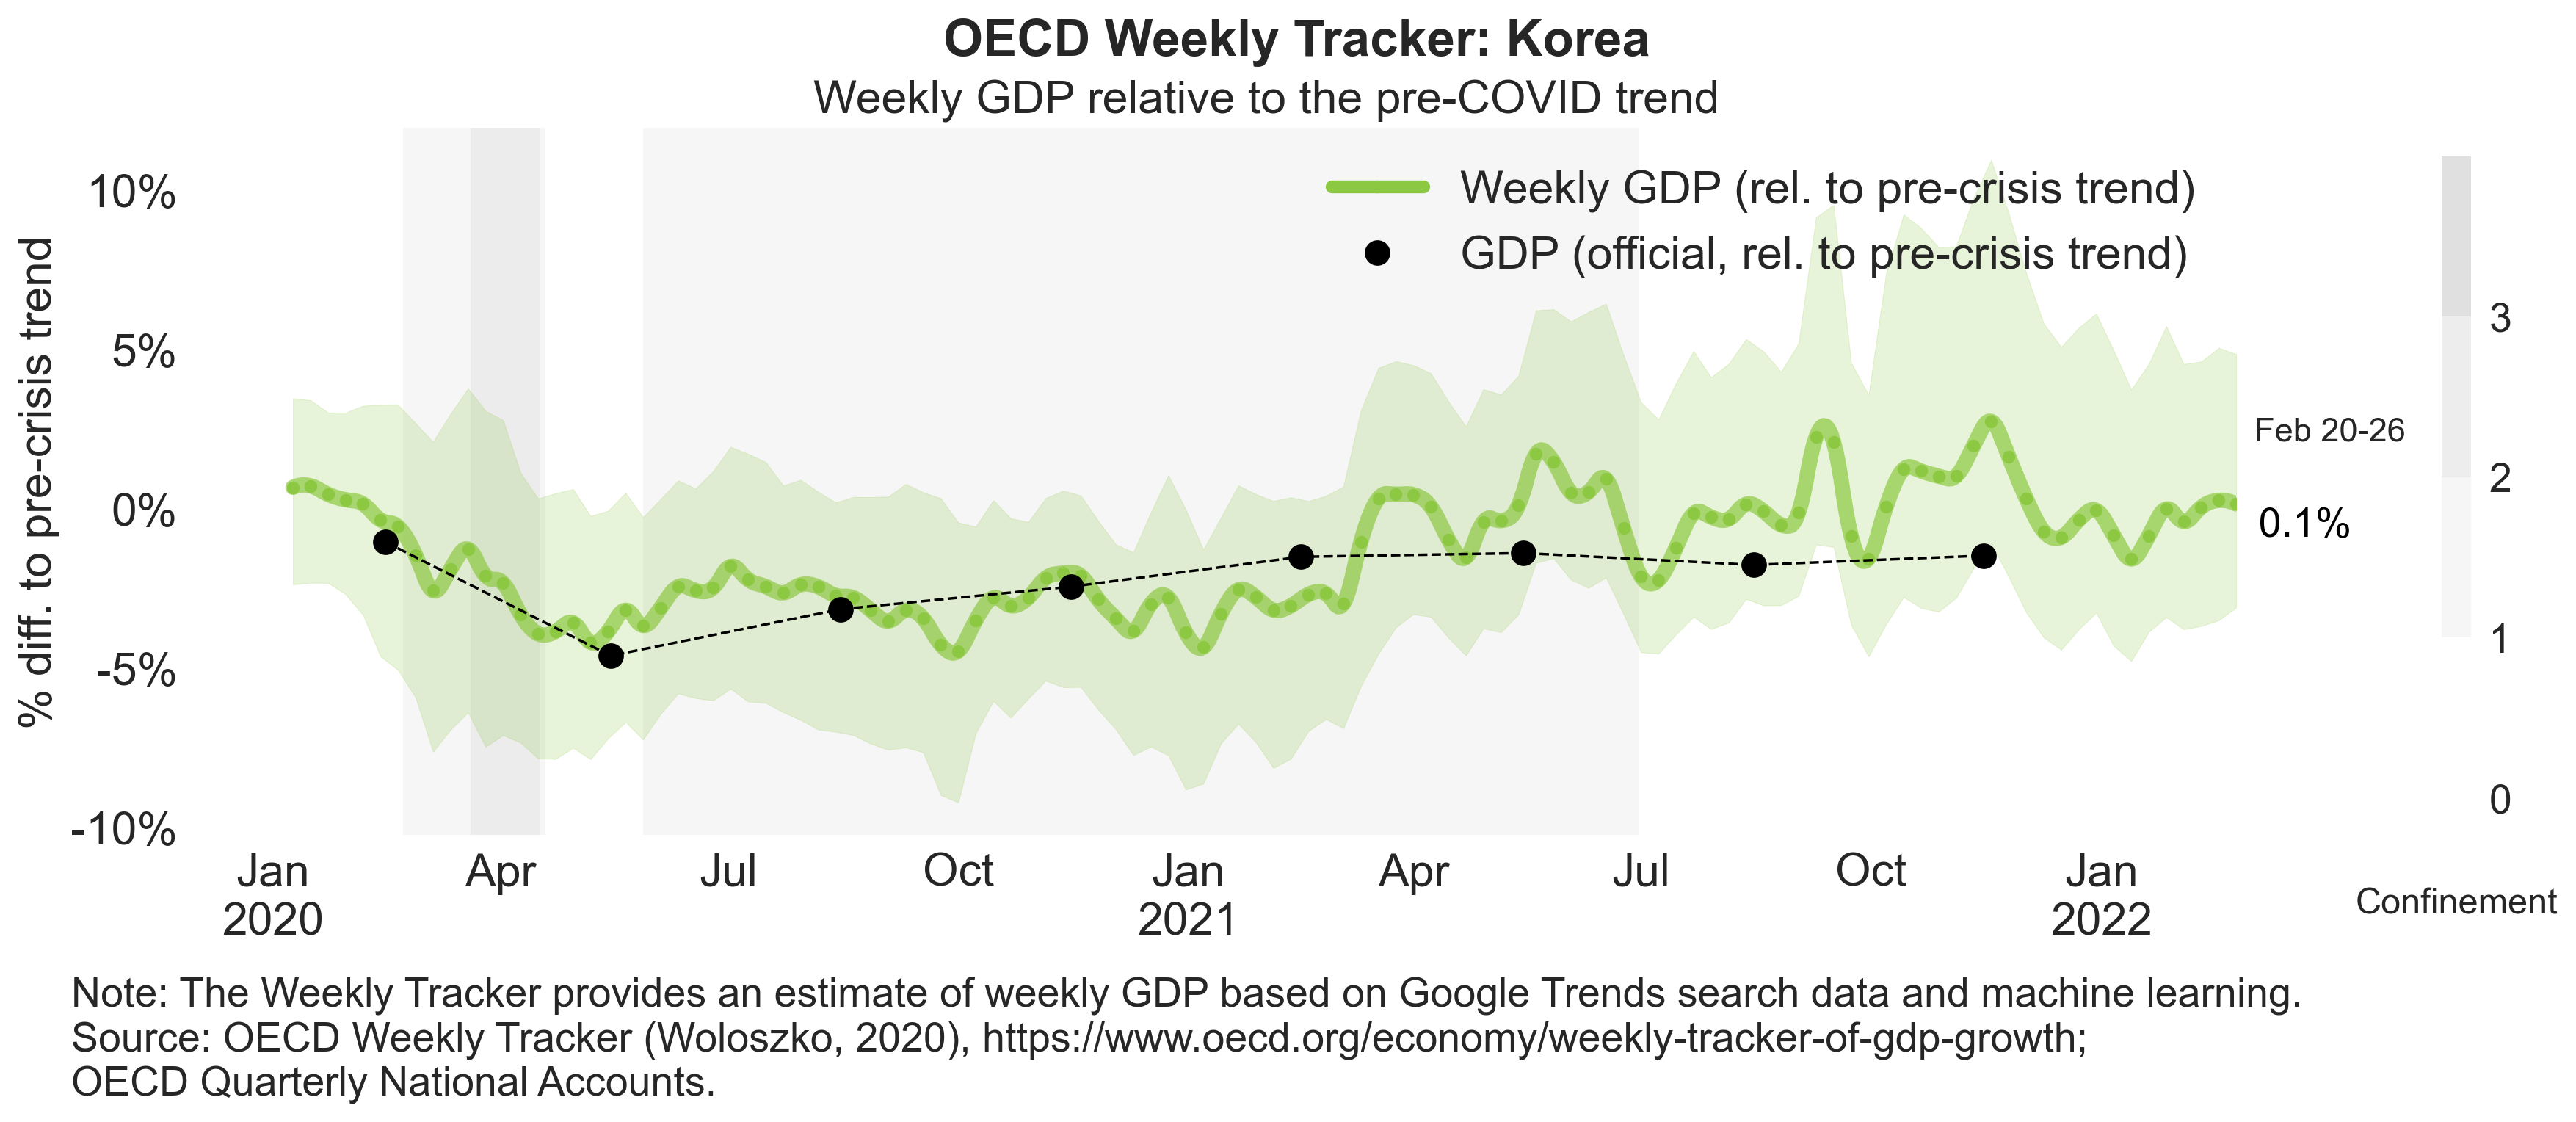 OECD Weekly Tracker: Korea
Weekly GDP relative to the pre-COVID trend
Weekly GDP (rel. to pre-crisis trend)
GDP (official, rel. to pre-crisis trend)
% diff. to pre-crisis trend
10%
5%
0%
-5%
-10%
Feb 20-26
0.1%
3
2
1
0
Confinement
Jan
2020
Apr
Jul
Oct
Jan
2021
Apr
Jul
Oct
Jan
2022
Note: The Weekly Tracker provides an estimate of weekly GDP based on Google Trends search data and machine learning.
Source: OECD Weekly Tracker (Woloszko, 2020), https://www.oecd.org/economy/weekly-tracker-of-gdp-growth;
OECD Quarterly National Accounts.